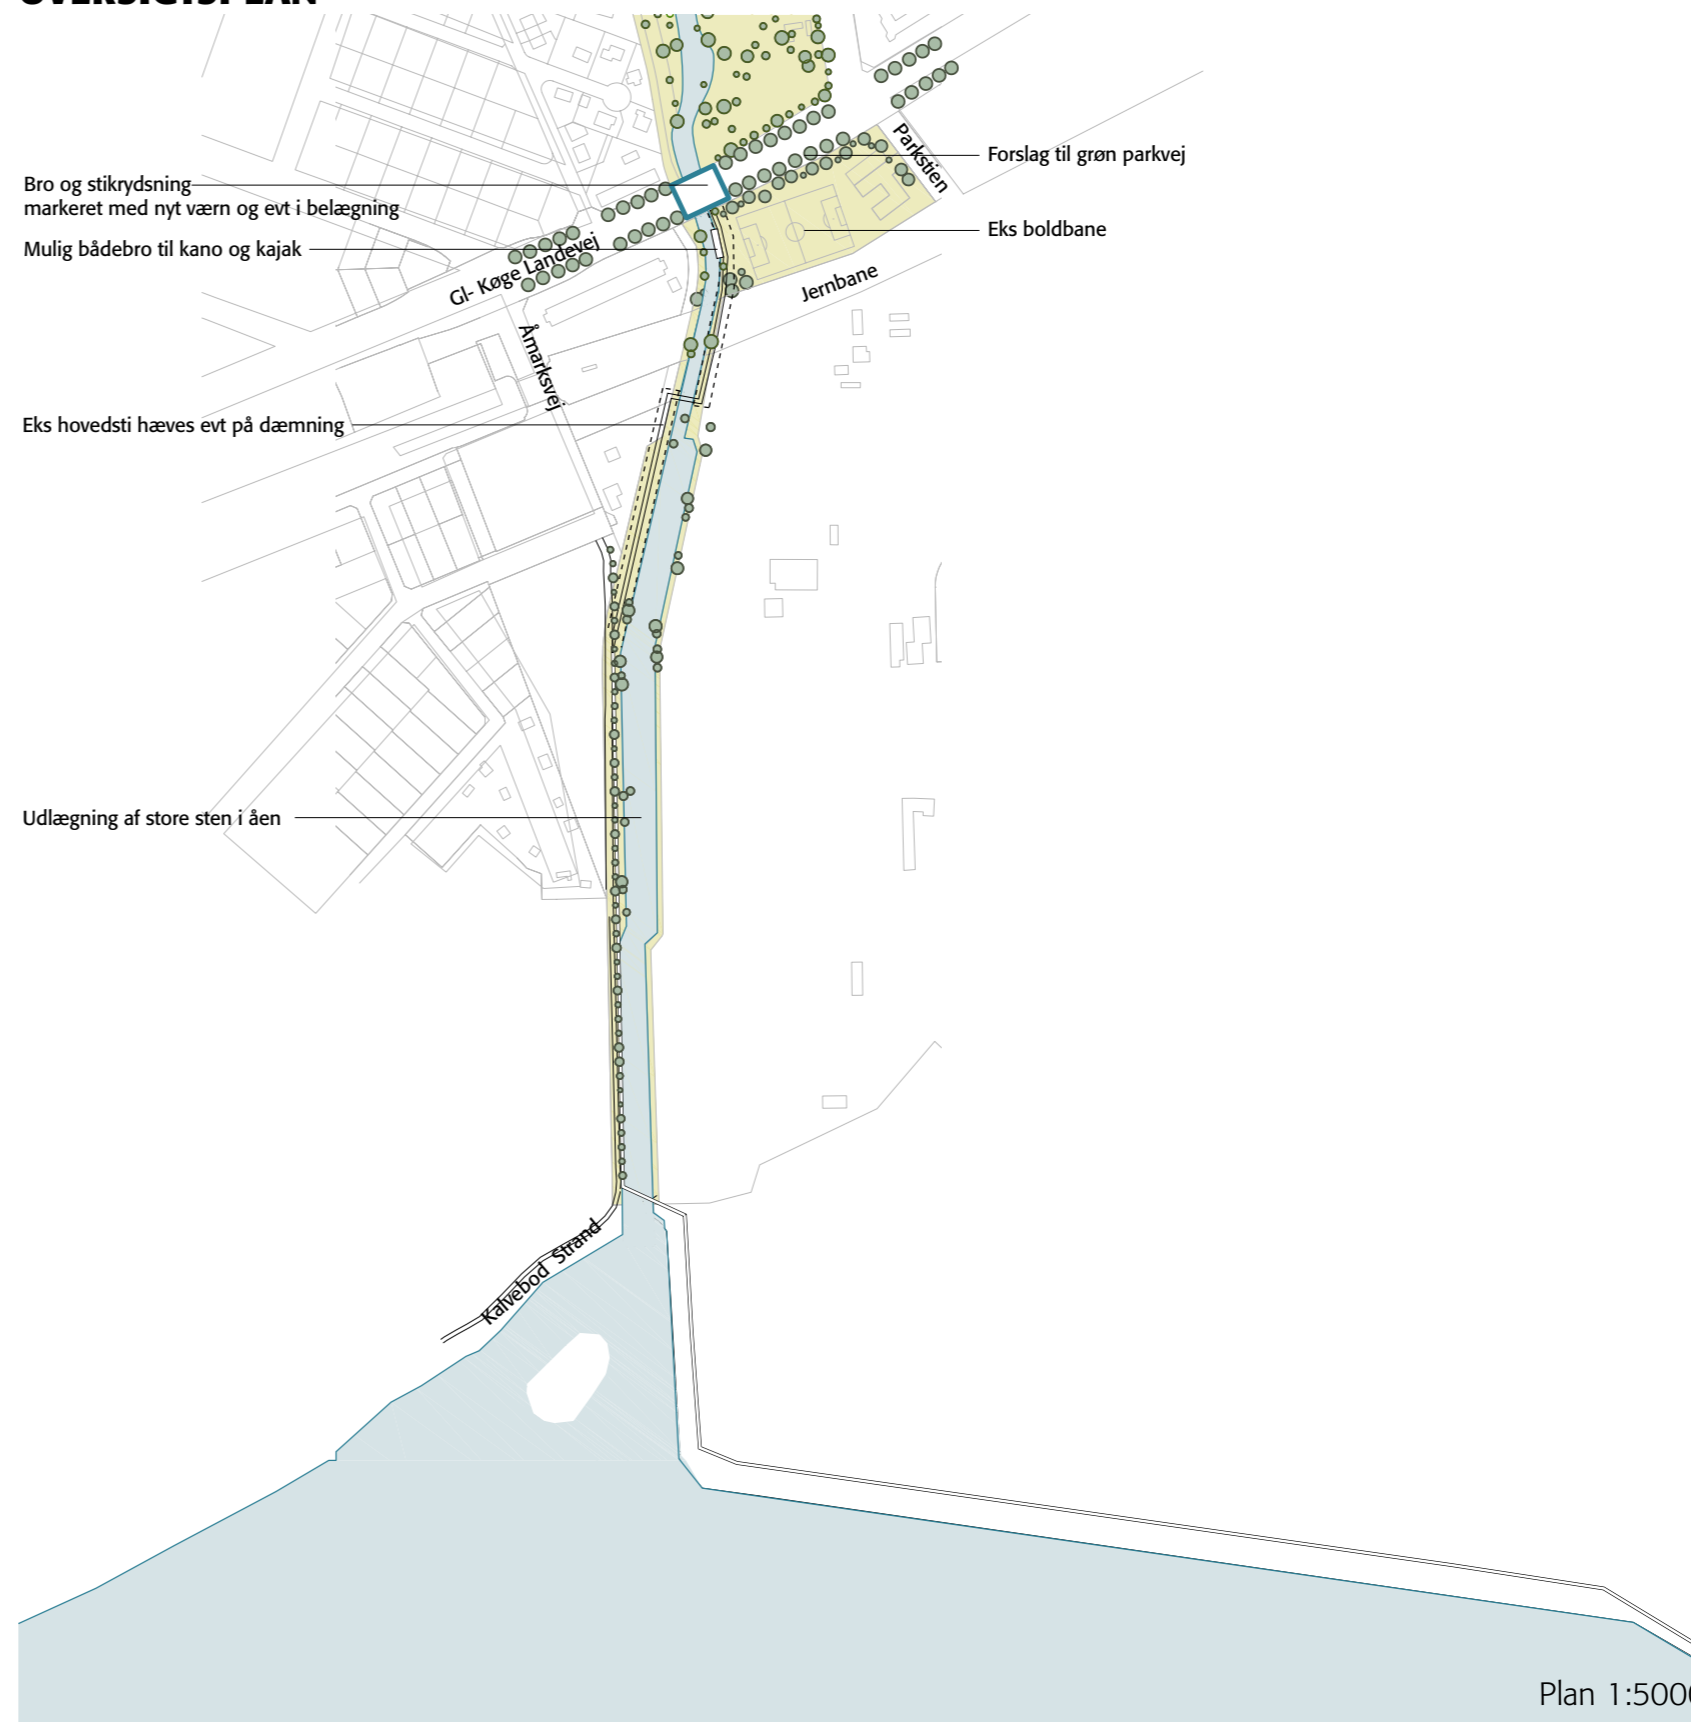 OVERSIGTSPLAN
Parkstien
Forslag til grøn parkvej
Bro og stikrydsning
markeret med nyt værn og evt i belægning
Eks boldbane
Mulig bådebro til kano og kajak
Gl- Køge Landevej
Jernbane
Åmarksvej
Eks hovedsti hæves evt på dæmning
Udlægning af store sten i åen
Kalvebod Strand
Plan 1:5000